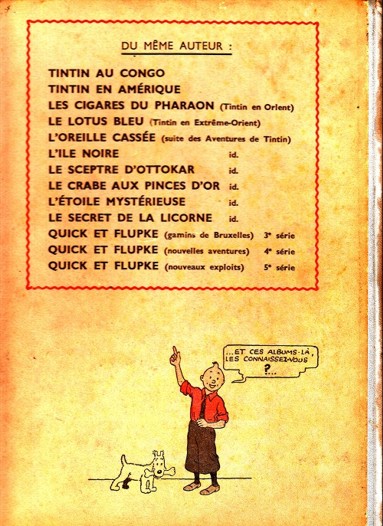 DU MÊME AUTEUR :
TINTIN AU CONGO
TINTIN EN AMÉRIQUE
LES CIGARES DU PHARAON (Tintin en Orient)
LE LOTUS BLEU (Tintin en Extrême-Orient)
L'OREILLE CASSÉE (suite des Aventures de Tintin)
L'ILE NOIRE id.
LE SCEPTRE D'OTTOKAR id.
LE CRABE AUX PINCES D'OR id.
L'ÉTOILE MYSTÉRIEUSE id.
LE SECRET DE LA LICORNE id.
QUICK ET FLUPKE (gamins de Bruxelles) 3e série
QUICK ET FLUPKE (nouvelles aventures) 4e série
QUICK ET FLUPKE (nouveaux exploits) 5e série
...ET CES ALBUMS-LÀ,
LES CONNAISSEZ-VOUS
?....